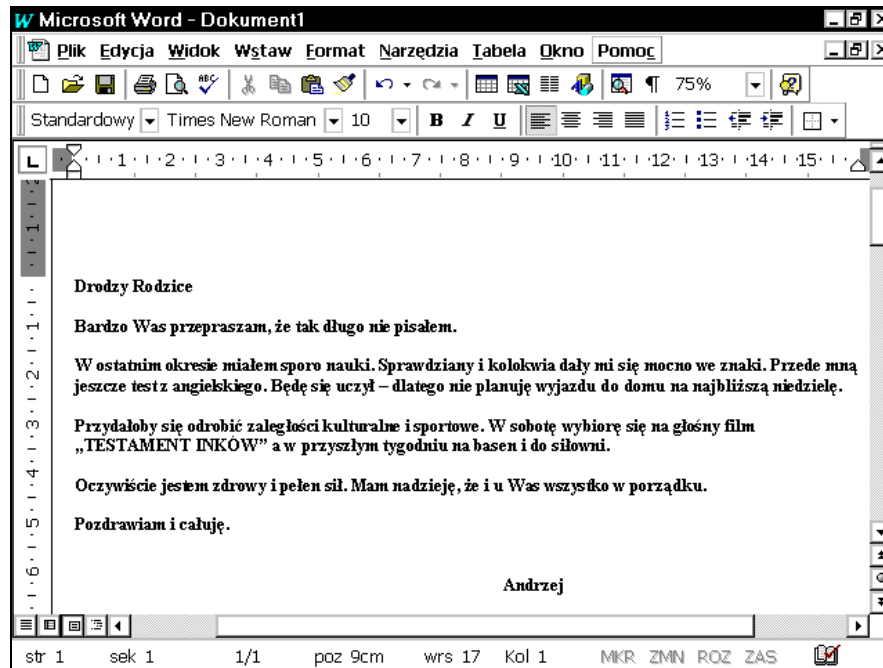 W Microsoft Word - Dokument1
Plik Edycja Widok Wstaw Format Narzędzia Tabela Okno Pomoc
ABC ¶ 75%
Standardowy Times New Roman 10 B I U
L 1 2 3 4 5 6 7 8 9 10 11 12 13 14 15
Drodzy Rodzice
Bardzo Was przepraszam, że tak długo nie pisałem.
W ostatnim okresie miałem sporo nauki. Sprawdziany i kolokwia dały mi się mocno we znaki. Przede mną
jeszcze test z angielskiego. Będę się uczył – dlatego nie planuję wyjazdu do domu na najbliższą niedzielę.
Przydałoby się odrobić zaległości kulturalne i sportowe. W sobotę wybiorę się na głośny film
„TESTAMENT INKÓW” a w przyszłym tygodniu na basen i do siłowni.
Oczywiście jestem zdrowy i pełen sił. Mam nadzieję, że i u Was wszystko w porządku.
Pozdrawiam i całuję.
Andrzej
str 1 sek 1 1/1 poz 9cm wrs 17 Kol 1 MKR ZMN ROZ ZAS